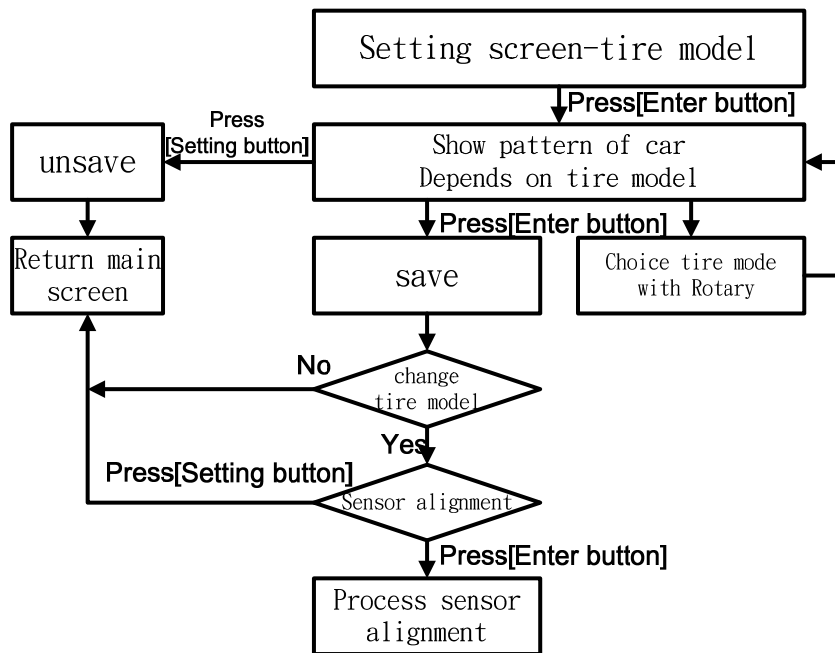 Setting screen-tire model
Press[Enter button]
Press
[Setting button]
unsave
Show pattern of car
Depends on tire model
Press[Enter button]
Return main
screen
save
Choice tire mode
with Rotary
No
change
tire model
Yes
Press[Setting button]
Sensor alignment
Press[Enter button]
Process sensor
alignment